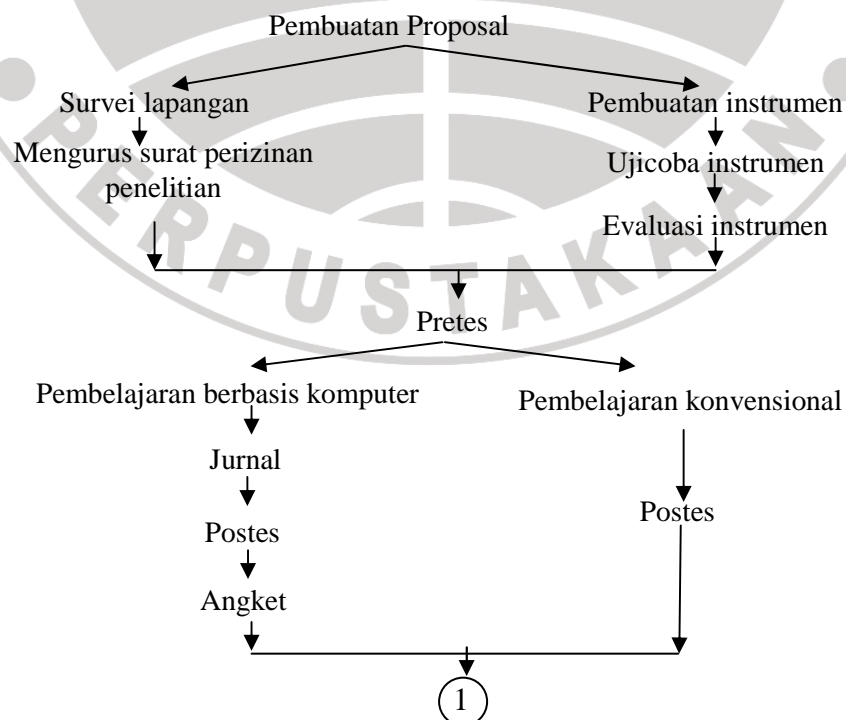 Pembuatan Proposal
Survei lapangan
Mengurus surat perizinan
penelitian
Pembuatan instrumen
Ujicoba instrumen
Evaluasi instrumen
PERPUSTAKAAN
Pretes
Pembelajaran berbasis komputer
Jurnal
Postes
Angket
Pembelajaran konvensional
Postes
1